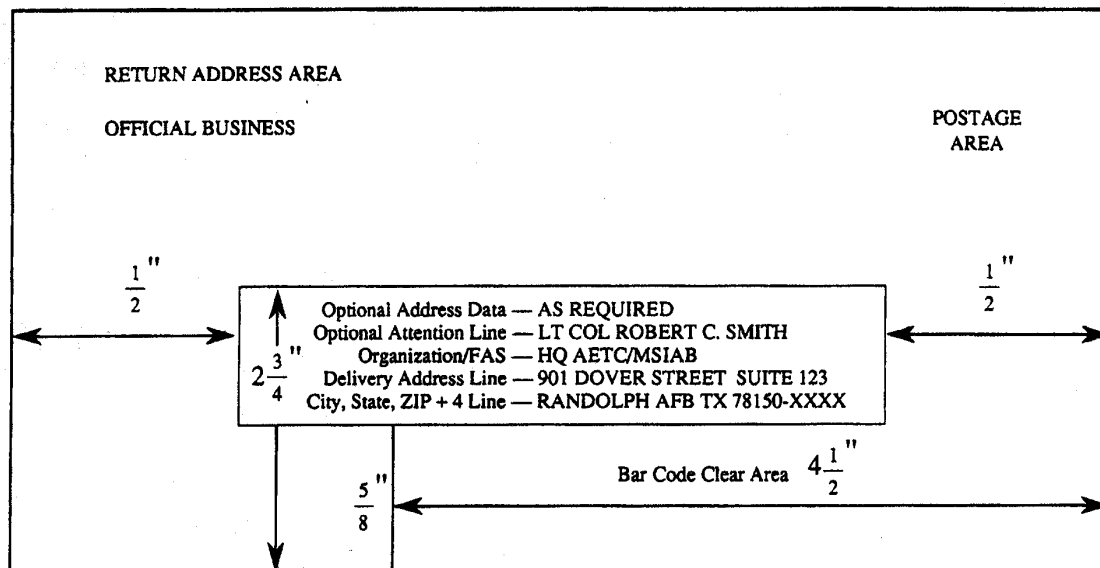 RETURN ADDRESS AREA
OFFICIAL BUSINESS
POSTAGE
AREA
1/2"
1/2"
Optional Address Data — AS REQUIRED
Optional Attention Line — LT COL ROBERT C. SMITH
Organization/FAS — HQ AETC/MSIAB
2 3/4"
Delivery Address Line — 901 DOVER STREET SUITE 123
City, State, ZIP + 4 Line — RANDOLPH AFB TX 78150-XXXX
Bar Code Clear Area 4 1/2"
5/8"